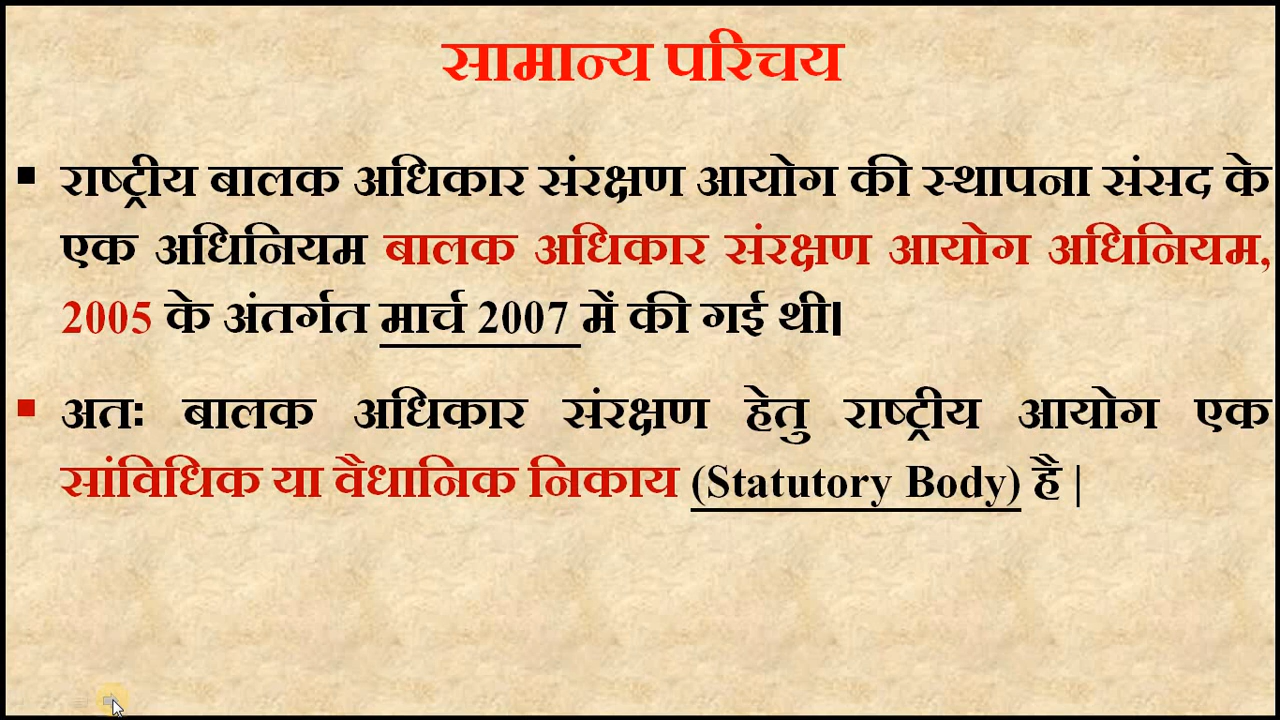 सामान्य परिचय
▪ राष्ट्रीय बालक अधिकार संरक्षण आयोग की स्थापना संसद के
एक अधिनियम बालक अधिकार संरक्षण आयोग अधिनियम,
2005 के अंतर्गत मार्च 2007 में की गई थी।
▪ अतः बालक अधिकार संरक्षण हेतु राष्ट्रीय आयोग एक
सांविधिक या वैधानिक निकाय (Statutory Body) है |